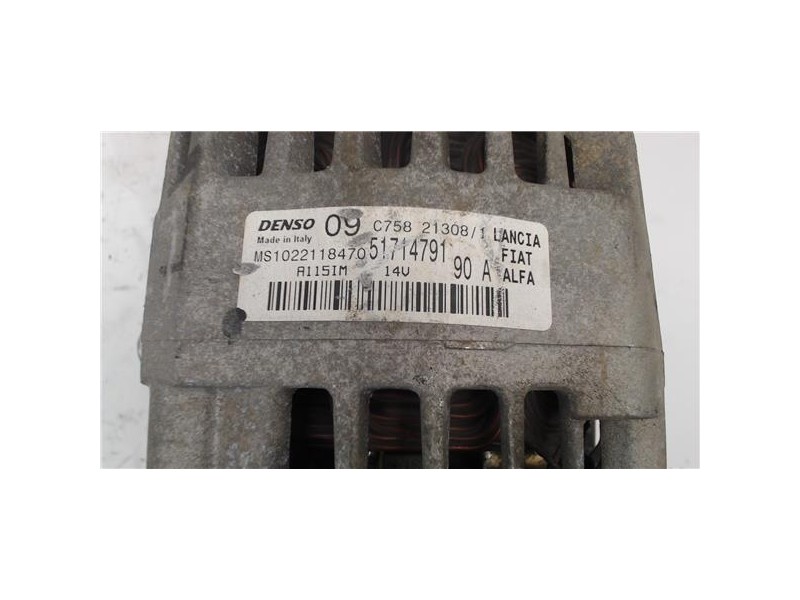 DENSO 09 C758 21308/1 LANCIA
Made in Italy FIAT
MS1022118470 51714791 90 A ALFA
A115IM 14V